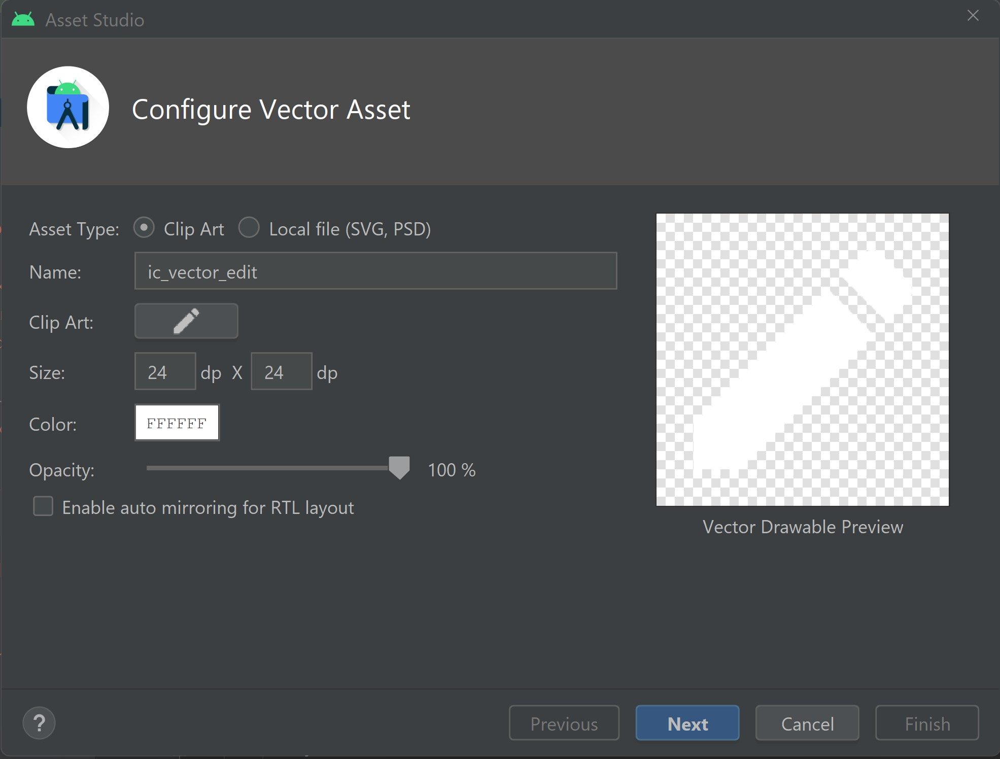 Asset Studio
Configure Vector Asset
Asset Type: Clip Art Local file (SVG, PSD)
Name: ic_vector_edit
Clip Art:
Size: 24 dp X 24 dp
Color: FFFFFF
Opacity: 100 %
Enable auto mirroring for RTL layout
Vector Drawable Preview
? Previous Next Cancel Finish